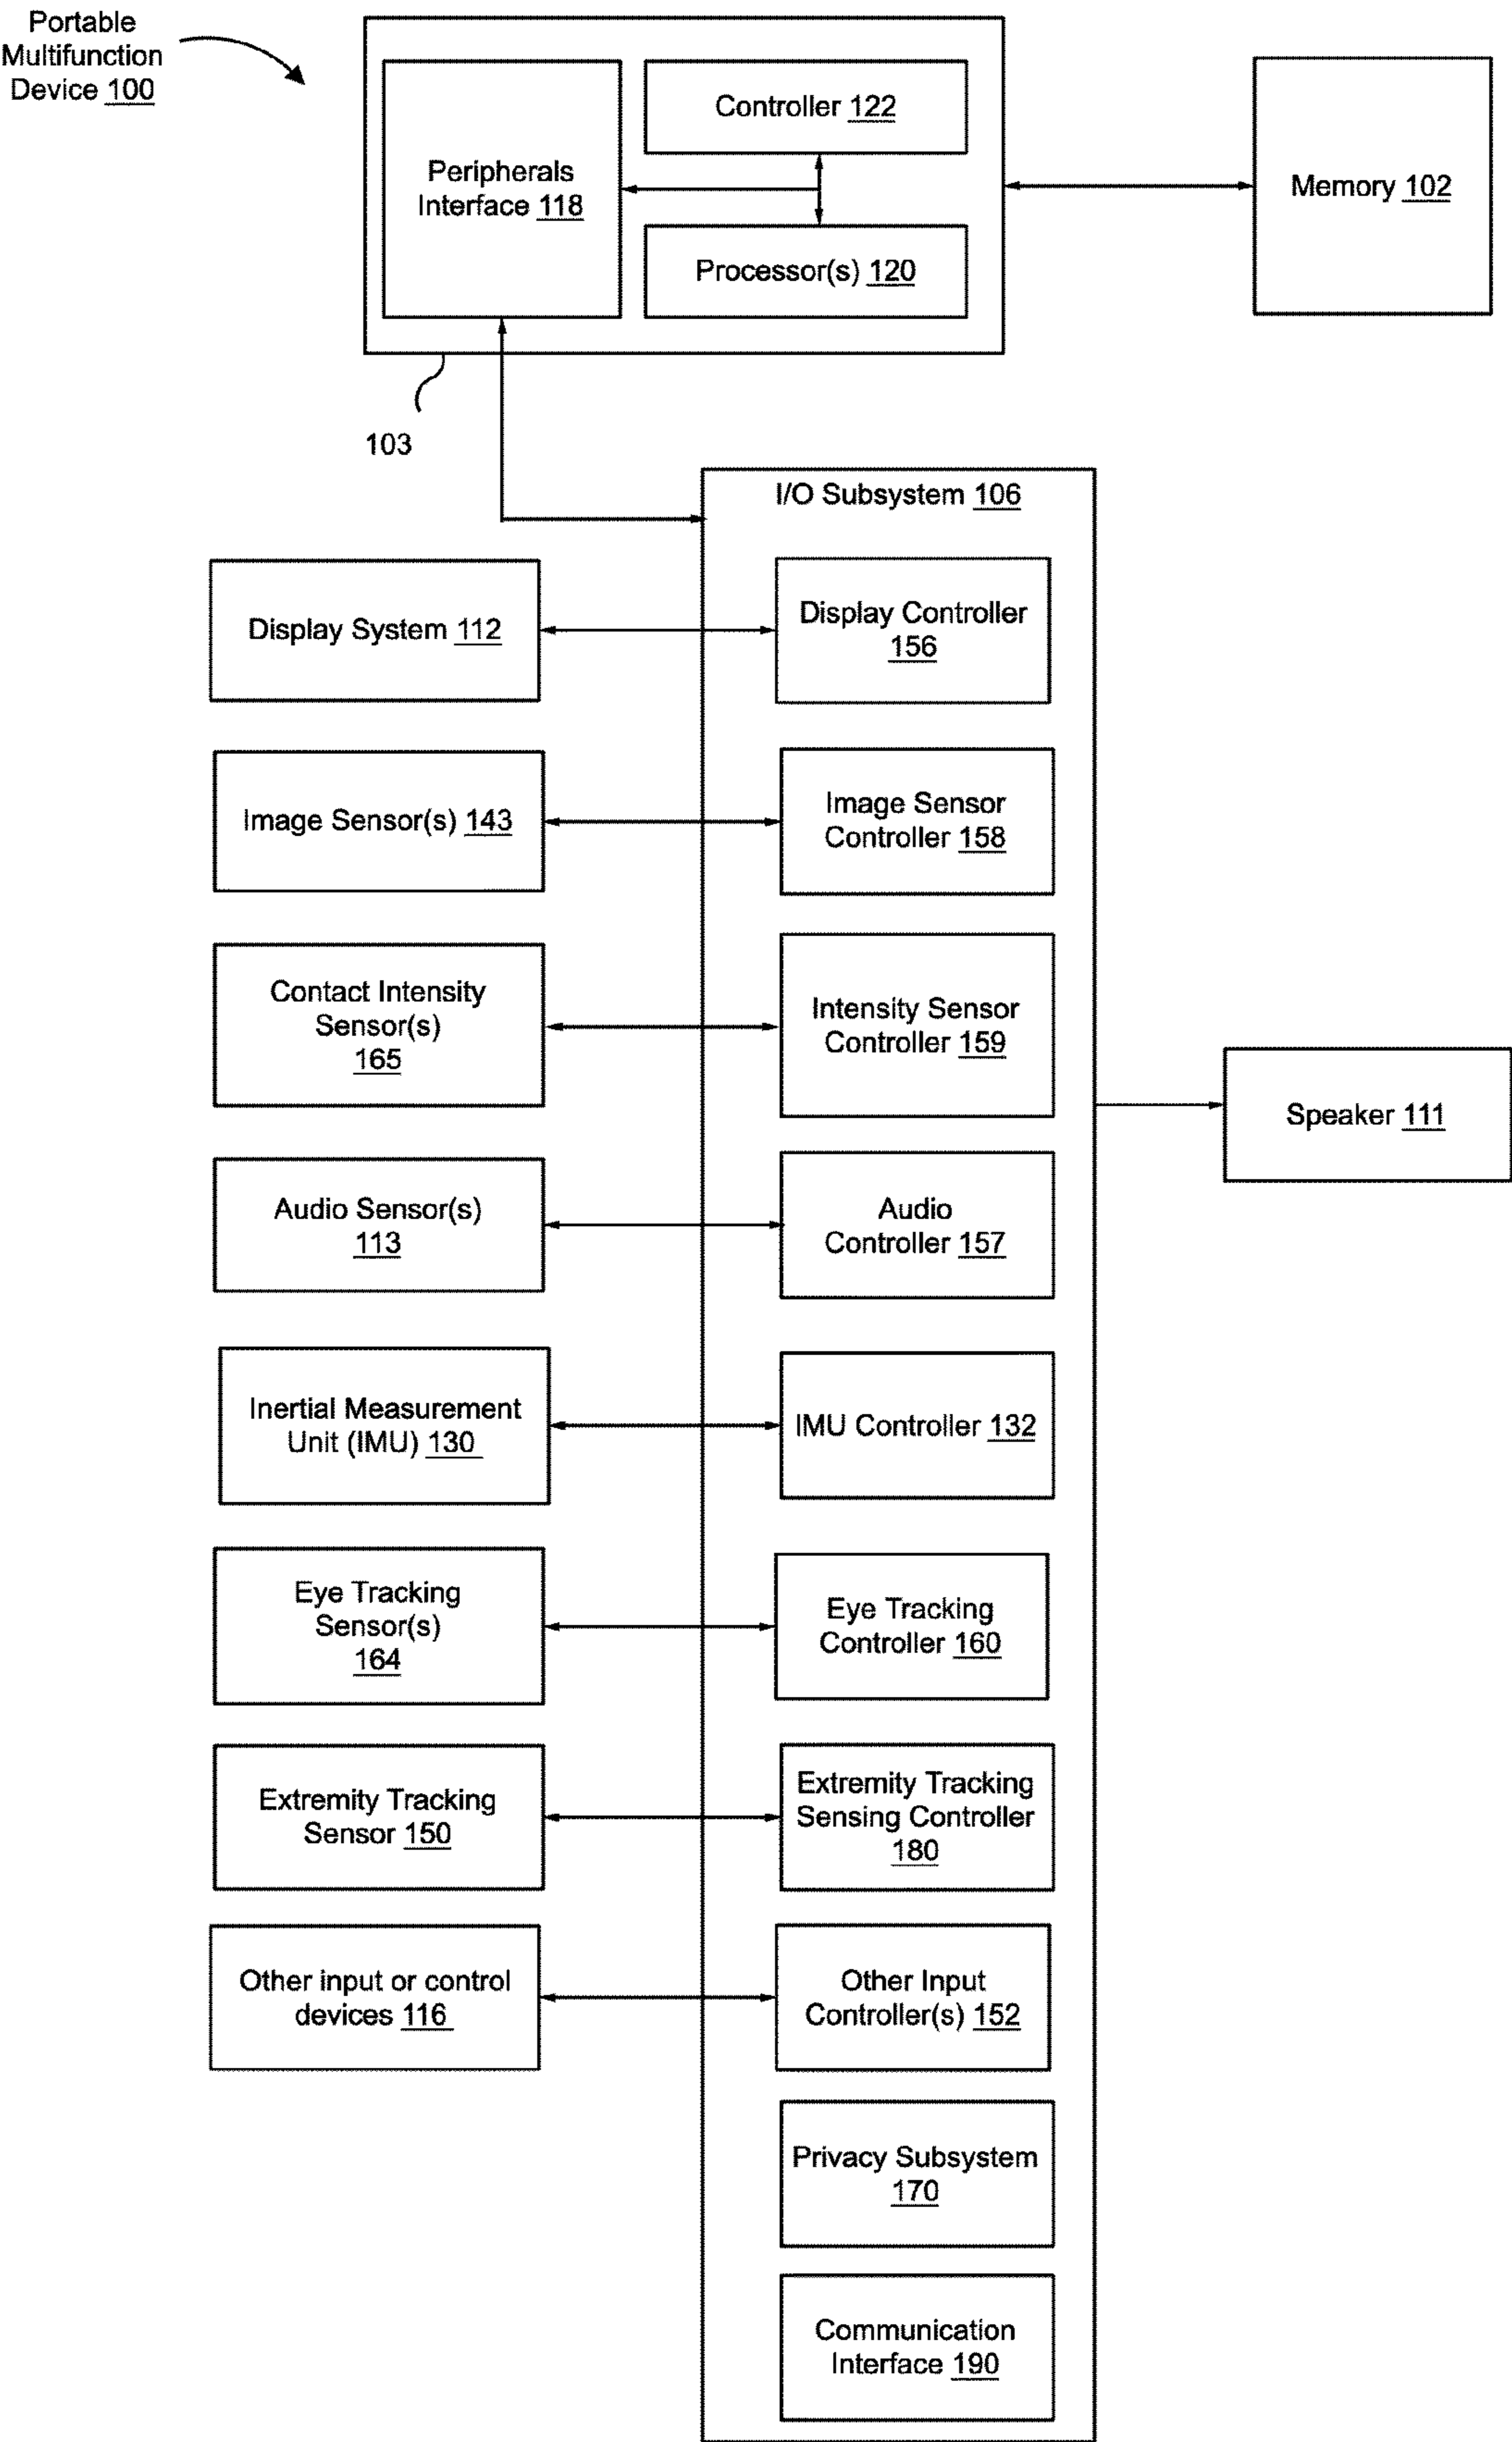 Portable
Multifunction
Device 100
Controller 122
Peripherals
Interface 118
Processor(s) 120
Memory 102
103
I/O Subsystem 106
Display System 112
Display Controller
156
Image Sensor(s) 143
Image Sensor
Controller 158
Contact Intensity
Sensor(s)
165
Intensity Sensor
Controller 159
Speaker 111
Audio Sensor(s)
113
Audio
Controller 157
Inertial Measurement
Unit (IMU) 130
IMU Controller 132
Eye Tracking
Sensor(s)
164
Eye Tracking
Controller 160
Extremity Tracking
Sensor 150
Extremity Tracking
Sensing Controller
180
Other input or control
devices 116
Other Input
Controller(s) 152
Privacy Subsystem
170
Communication
Interface 190